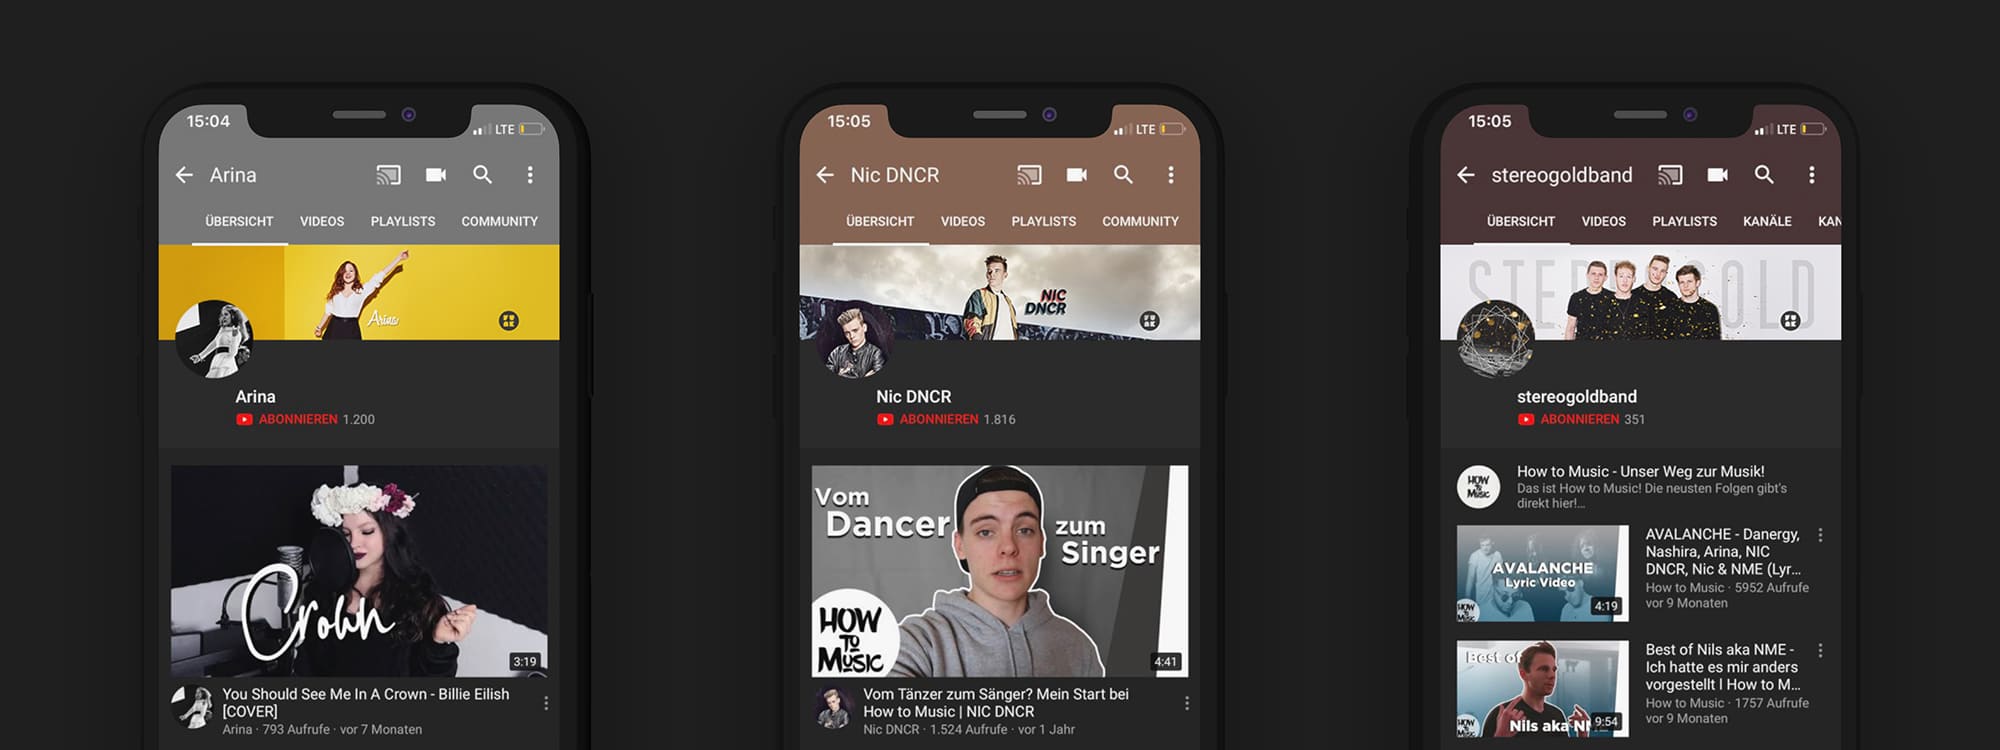 15:04
LTE
Arina
ÜBERSICHT VIDEOS PLAYLISTS COMMUNITY
Arina
FU
NK
Arina
ABONNIEREN 1.200
Crown
3:19
You Should See Me In A Crown - Billie Eilish
[COVER]
Arina · 793 Aufrufe · vor 7 Monaten
15:05
LTE
Nic DNCR
ÜBERSICHT VIDEOS PLAYLISTS COMMUNITY
NIC
DNCR
FU
NK
Nic DNCR
ABONNIEREN 1.816
Vom
Dancer
zum
Singer
HOW
TO
MUSIC
4:41
Vom Tänzer zum Sänger? Mein Start bei
How to Music | NIC DNCR
Nic DNCR · 1.524 Aufrufe · vor 1 Jahr
15:05
LTE
stereogoldband
ÜBERSICHT VIDEOS PLAYLISTS KANÄLE KAN
FU
NK
stereogoldband
ABONNIEREN 351
HOW
TO
MUSIC
How to Music - Unser Weg zur Musik!
Das ist How to Music! Die neusten Folgen gibt's
direkt hier!...
AVALANCHE
Lyric Video
4:19
AVALANCHE - Danergy,
Nashira, Arina, NIC
DNCR, Nic & NME (Lyr...
How to Music · 5952 Aufrufe
vor 9 Monaten
Best of
Nils aka
9:54
Best of Nils aka NME -
Ich hatte es mir anders
vorgestellt l How to M...
How to Music · 1757 Aufrufe
vor 9 Monaten